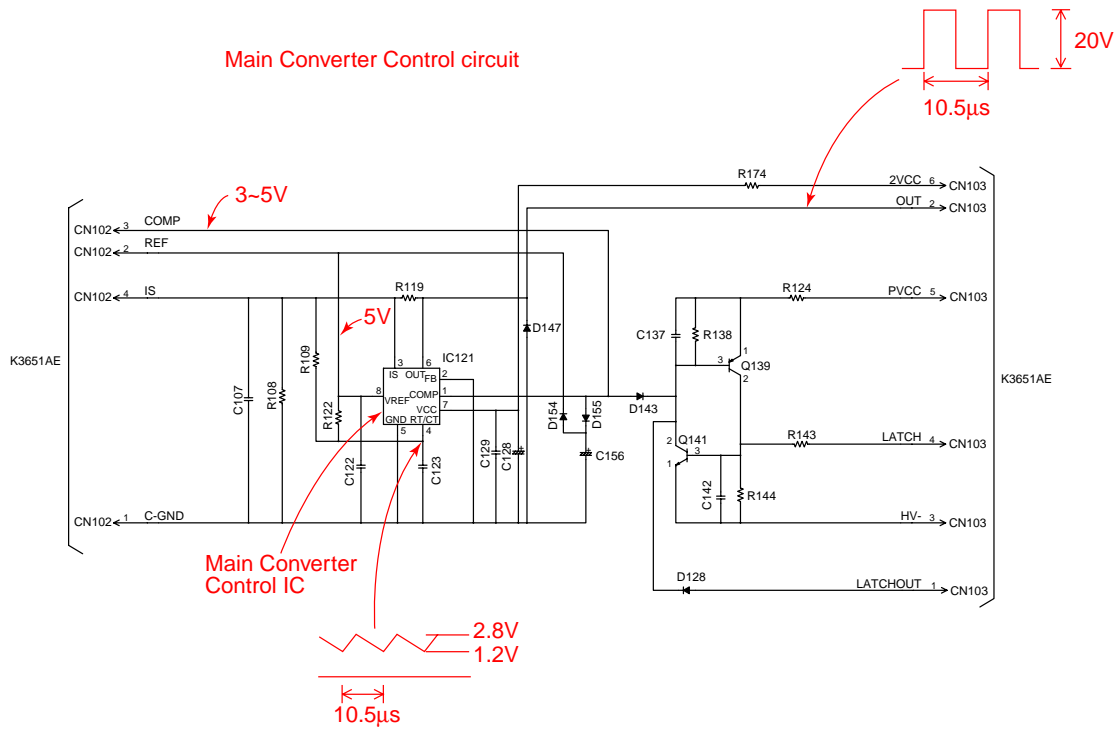 Main Converter Control circuit
20V
10.5µs
3~5V
R174
2VCC 6 CN103
OUT 2 CN103
CN102 3 COMP
CN102 2 REF
CN102 4 IS
R119
R124
PVCC 5 CN103
5V
D147
C137
R138
1
3
Q139
2
K3651AE
K3651AE
R109
IC121
3 6
IS OUT
FB 2
8 COMP 1
VREF VCC 7
GND RT/CT
5 4
C107
R108
R122
C122
C123
C129
C128
D154
D155
C156
D143
Q141
2
3
1
R143
LATCH 4 CN103
C142
R144
CN102 1 C-GND
HV- 3 CN103
Main Converter
Control IC
D128
LATCHOUT 1 CN103
2.8V
1.2V
10.5µs